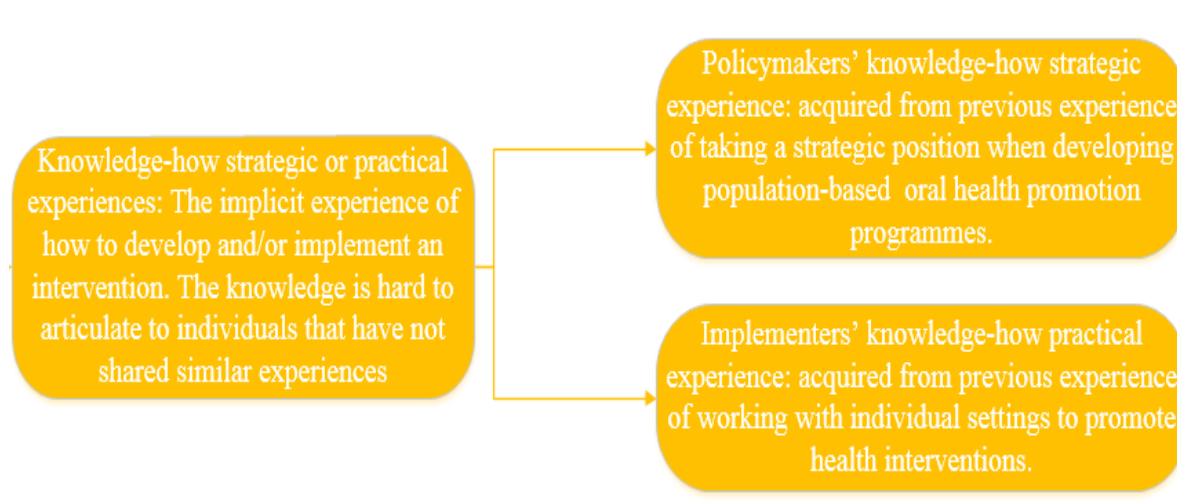 Knowledge-how strategic or practical
experiences: The implicit experience of
how to develop and/or implement an
intervention. The knowledge is hard to
articulate to individuals that have not
shared similar experiences
Policymakers’ knowledge-how strategic
experience: acquired from previous experience
of taking a strategic position when developing
population-based oral health promotion
programmes.
Implementers’ knowledge-how practical
experience: acquired from previous experience
of working with individual settings to promote
health interventions.